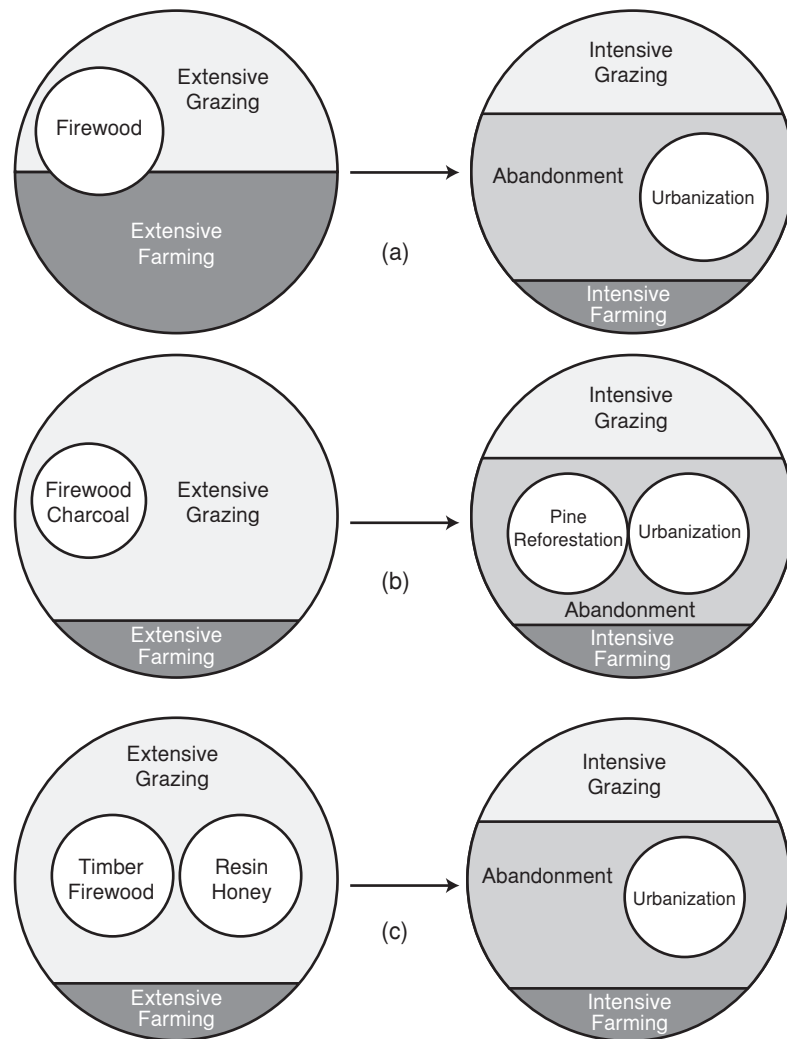 Extensive
Grazing
Firewood
Extensive
Farming
(a)
Intensive
Grazing
Abandonment
Urbanization
Intensive
Farming
Firewood
Charcoal
Extensive
Grazing
Extensive
Farming
(b)
Intensive
Grazing
Pine
Reforestation
Urbanization
Abandonment
Intensive
Farming
Extensive
Grazing
Timber
Firewood
Resin
Honey
Extensive
Farming
(c)
Intensive
Grazing
Abandonment
Urbanization
Intensive
Farming